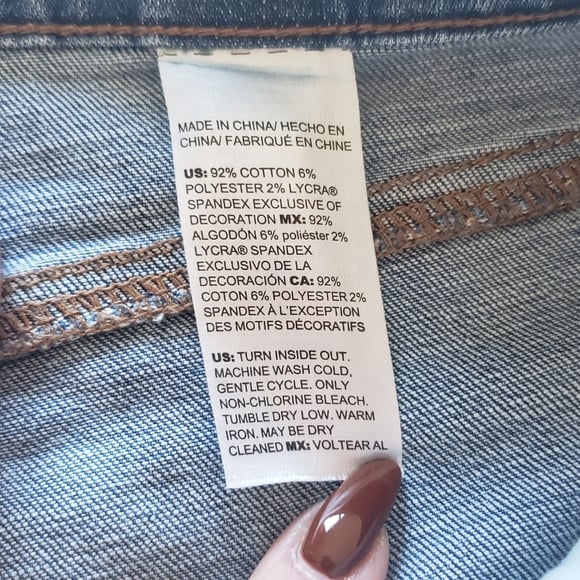 MADE IN CHINA/ HECHO EN
CHINA/ FABRIQUÉ EN CHINE
US: 92% COTTON 6%
POLYESTER 2% LYCRA®
SPANDEX EXCLUSIVE OF
DECORATION MX: 92%
ALGODÓN 6% poliéster 2%
LYCRA® SPANDEX
EXCLUSIVO DE LA
DECORACIÓN CA: 92%
COTON 6% POLYESTER 2%
SPANDEX À L'EXCEPTION
DES MOTIFS DÉCORATIFS
US: TURN INSIDE OUT.
MACHINE WASH COLD,
GENTLE CYCLE. ONLY
NON-CHLORINE BLEACH.
TUMBLE DRY LOW. WARM
IRON. MAY BE DRY
CLEANED MX: VOLTEAR AL